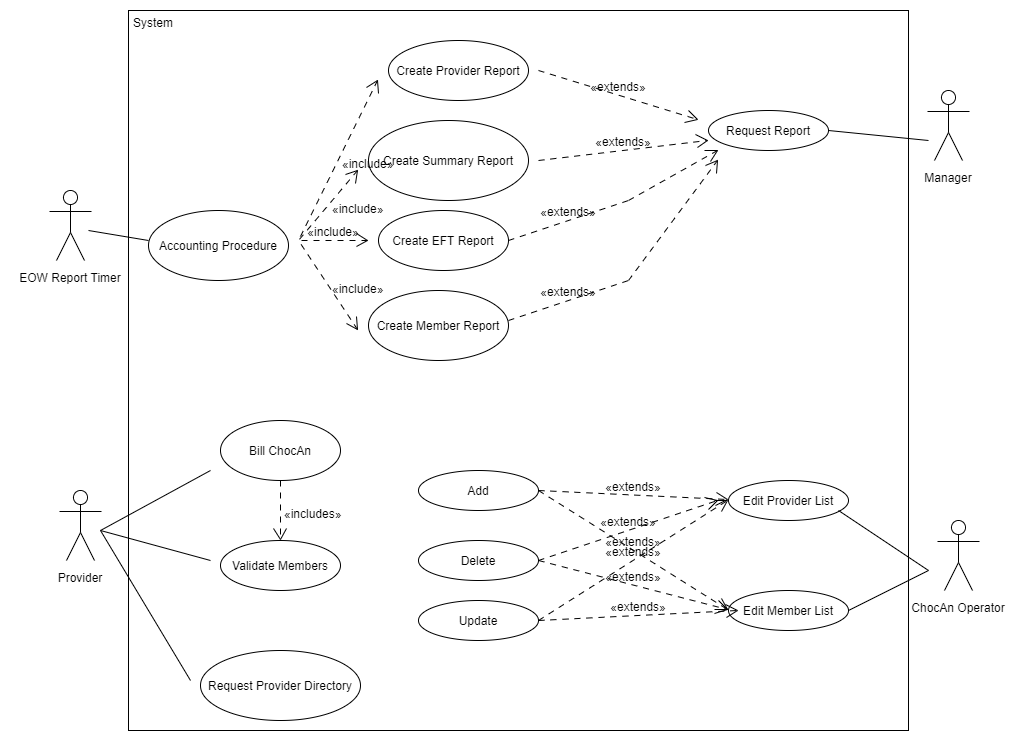 System
Create Provider Report
«extends»
Request Report
Manager
«include»
Create Summary Report
«extends»
«include»
«include»
Create EFT Report
«extends»
Accounting Procedure
EOW Report Timer
«include»
Create Member Report
«extends»
Bill ChocAn
«includes»
Validate Members
Provider
Request Provider Directory
Add
«extends»
Edit Provider List
«extends»
«extends»
«extends»
Delete
«extends»
Update
«extends»
Edit Member List
ChocAn Operator